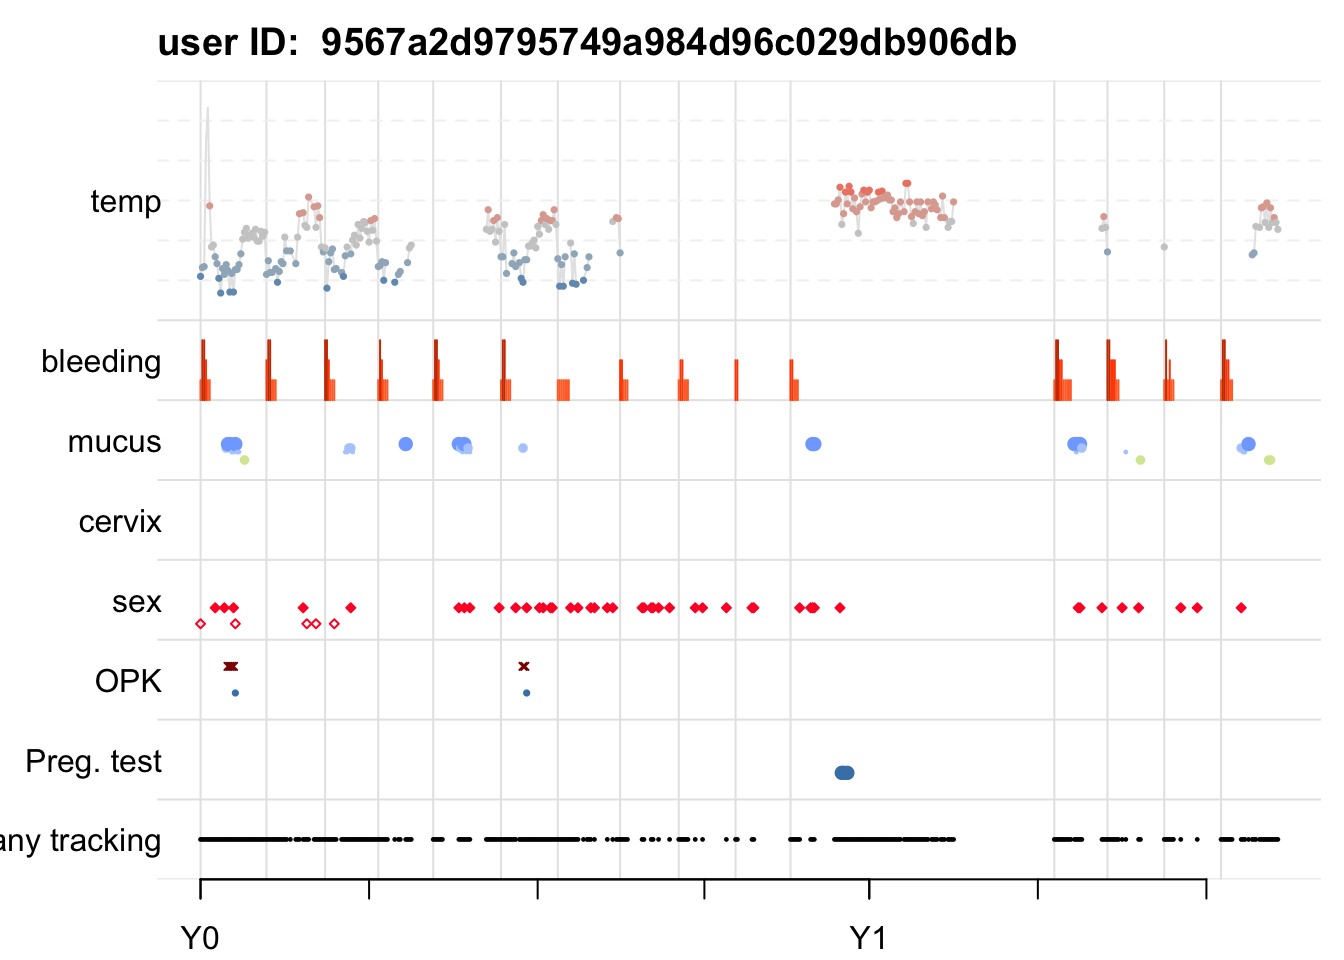 user ID:  9567a2d9795749a984d96c029db906db
temp
bleeding
mucus
cervix
sex
OPK
Preg. test
any tracking
Y0
Y1